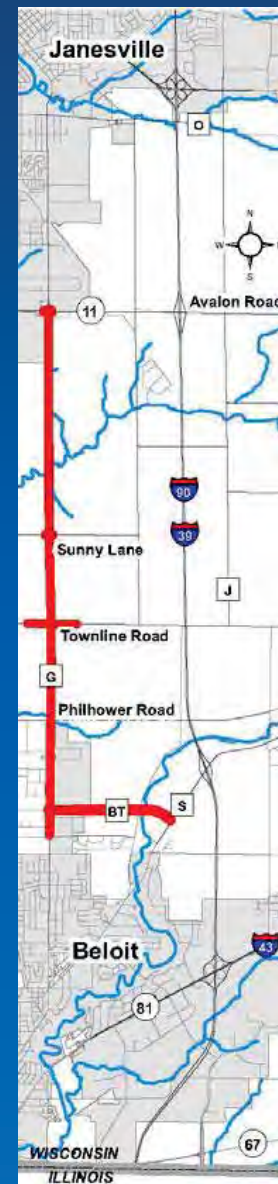 Janesville
O
N
W
S
11
Avalon Road
90
39
Sunny Lane
J
Townline Road
G
Philhower Road
BT
S
Beloit
43
81
67
WISCONSIN
ILLINOIS